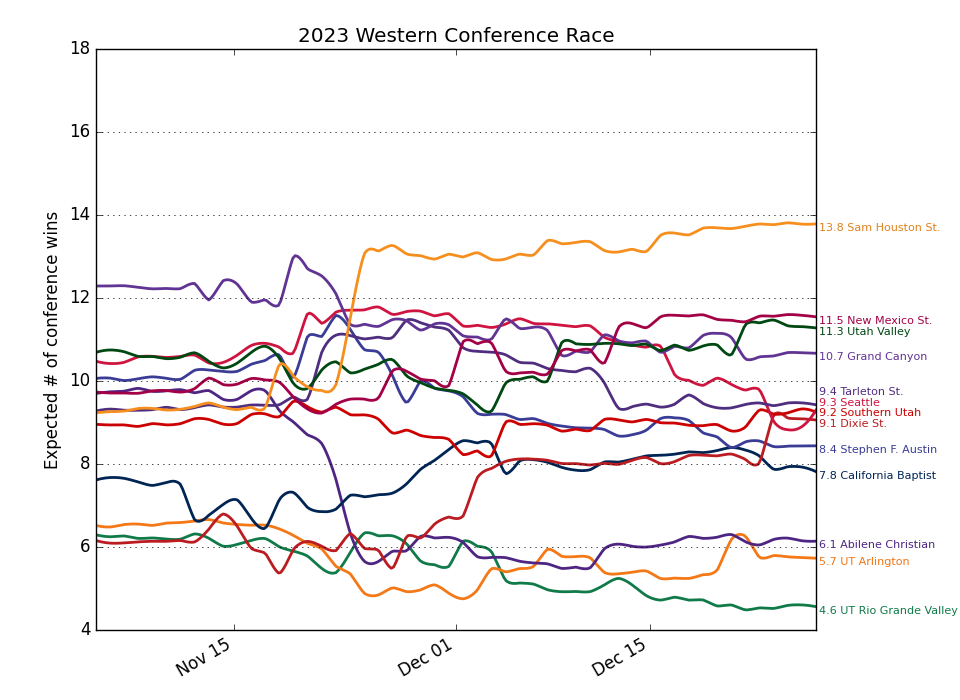 2023 Western Conference Race
Expected # of conference wins
18
16
14
12
10
8
6
4
Nov 15
Dec 01
Dec 15
13.8 Sam Houston St.
11.5 New Mexico St.
11.3 Utah Valley
10.7 Grand Canyon
9.4 Tarleton St.
9.3 Seattle
9.2 Southern Utah
9.1 Dixie St.
8.4 Stephen F. Austin
7.8 California Baptist
6.1 Abilene Christian
5.7 UT Arlington
4.6 UT Rio Grande Valley